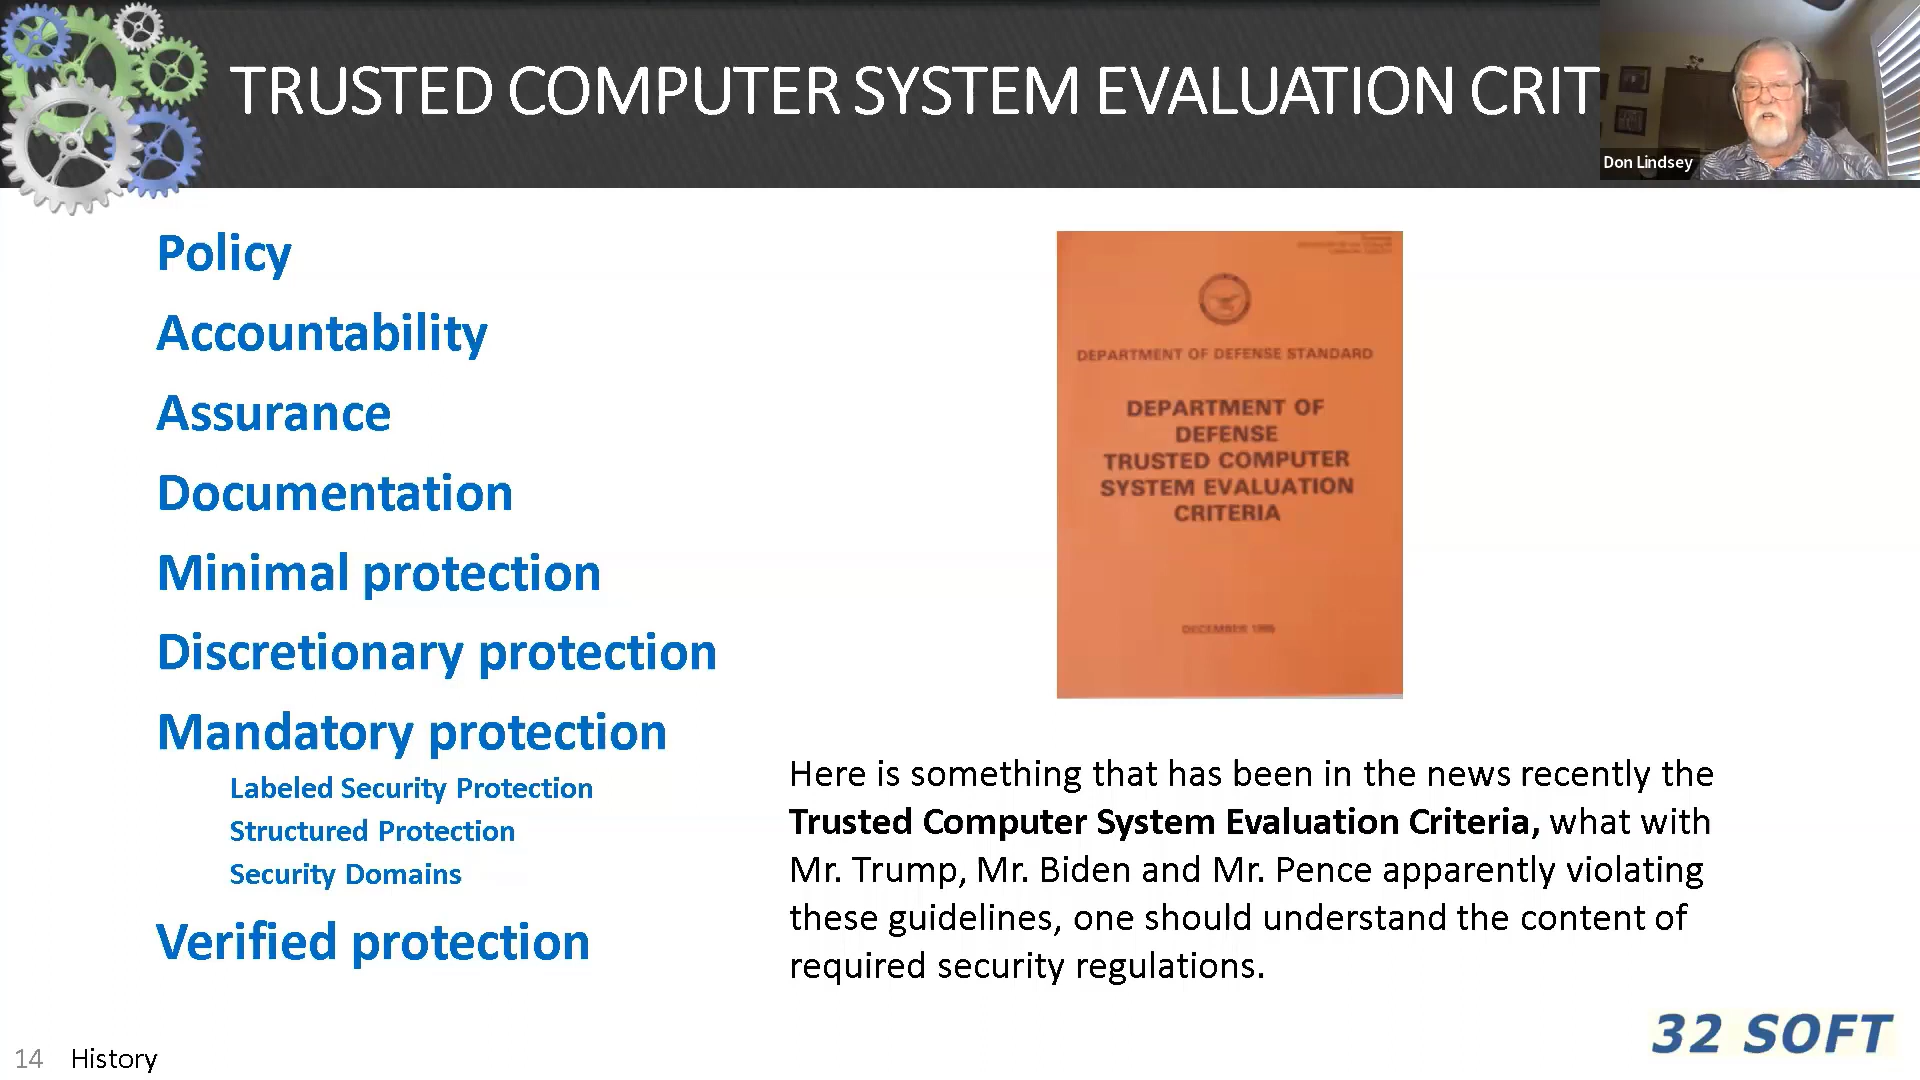 TRUSTED COMPUTER SYSTEM EVALUATION CRIT
Don Lindsey
Policy
Accountability
Assurance
Documentation
Minimal protection
Discretionary protection
Mandatory protection
Labeled Security Protection
Structured Protection
Security Domains
Verified protection
DEPARTMENT OF DEFENSE STANDARD
DEPARTMENT OF
DEFENSE
TRUSTED COMPUTER
SYSTEM EVALUATION
CRITERIA
DECEMBER 1985
Here is something that has been in the news recently the
Trusted Computer System Evaluation Criteria, what with
Mr. Trump, Mr. Biden and Mr. Pence apparently violating
these guidelines, one should understand the content of
required security regulations.
32 SOFT
14 History